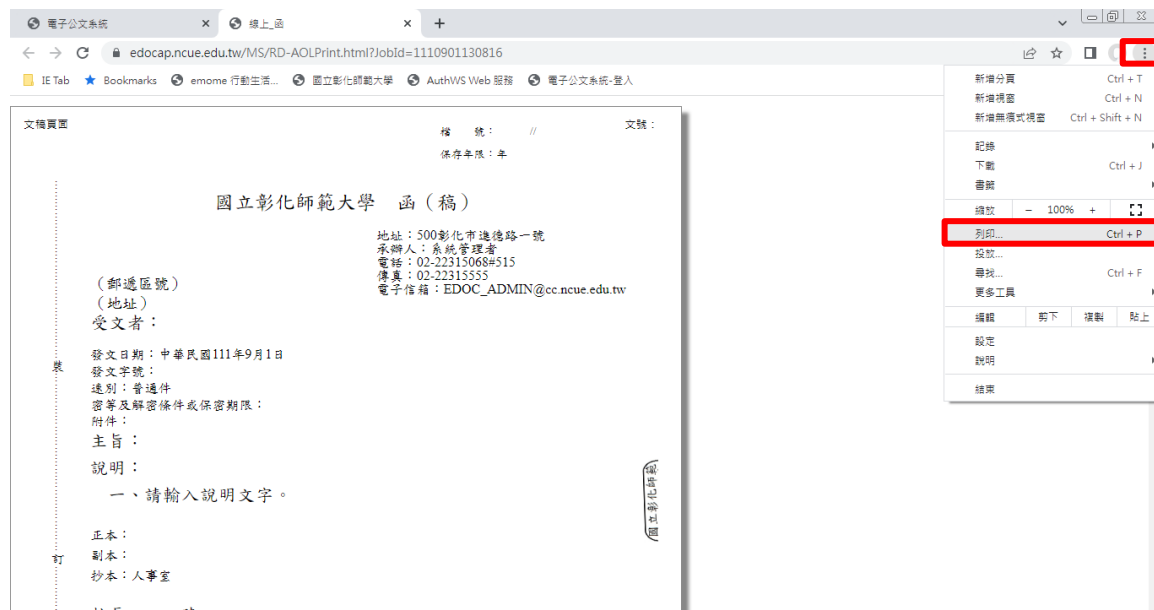 電子公文系統
線上_函
edocap.ncue.edu.tw/MS/RD-AOLPrint.html?JobId=1110901130816
IE Tab
Bookmarks
emome 行動生活...
國立彰化師範大學
AuthWS Web 服務
電子公文系統-登入
新增分頁 Ctrl + T
新增視窗 Ctrl + N
新增無痕式視窗 Ctrl + Shift + N
記錄
下載 Ctrl + J
書籤
縮放 − 100% +
列印... Ctrl + P
投放...
尋找... Ctrl + F
更多工具
編輯 剪下 複製 貼上
設定
說明
結束
文稿頁面
檔　號： //
文號：
保存年限：年
國立彰化師範大學　函（稿）
地址：500彰化市進德路一號
承辦人：系統管理者
電話：02-22315068#515
傳真：02-22315555
電子信箱：EDOC_ADMIN@cc.ncue.edu.tw
（郵遞區號）
（地址）
受文者：
發文日期：中華民國111年9月1日
發文字號：
速別：普通件
密等及解密條件或保密期限：
附件：
主旨：
說明：
一、請輸入說明文字。
正本：
副本：
抄本：人事室
裝
訂
國立彰化師範